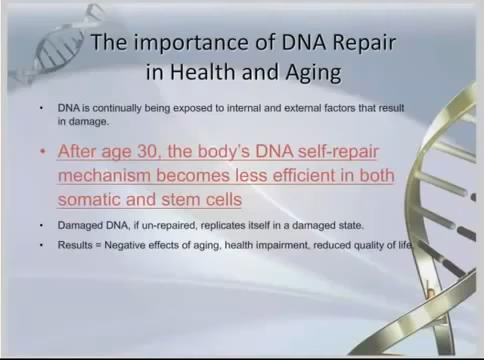 The importance of DNA Repair
in Health and Aging
• DNA is continually being exposed to internal and external factors that result
in damage.
• After age 30, the body's DNA self-repair
mechanism becomes less efficient in both
somatic and stem cells
• Damaged DNA, if un-repaired, replicates itself in a damaged state.
• Results = Negative effects of aging, health impairment, reduced quality of life.